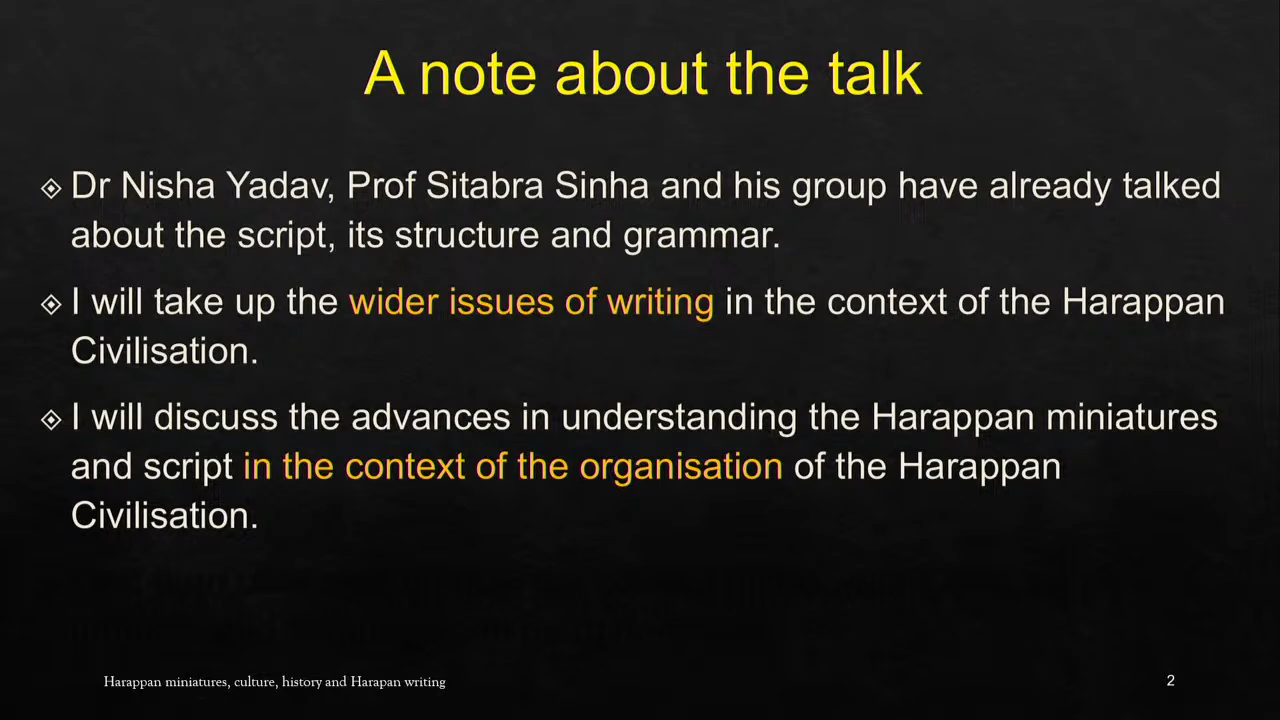 A note about the talk
Dr Nisha Yadav, Prof Sitabra Sinha and his group have already talked
about the script, its structure and grammar.
I will take up the wider issues of writing in the context of the Harappan
Civilisation.
I will discuss the advances in understanding the Harappan miniatures
and script in the context of the organisation of the Harappan
Civilisation.
Harappan miniatures, culture, history and Harapan writing
2